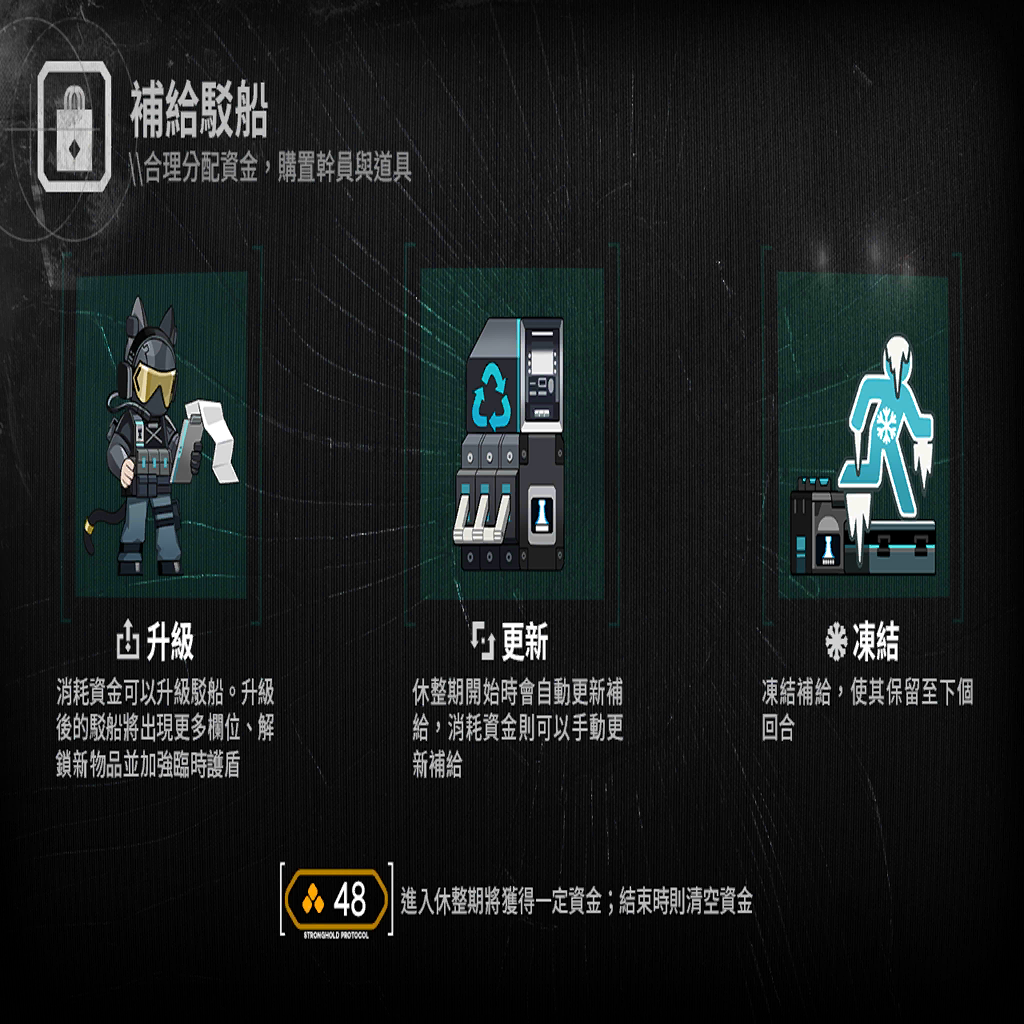 補給駁船
\\合理分配資金，購置幹員與道具
升級
消耗資金可以升級駁船。升級
後的駁船將出現更多欄位、解
鎖新物品並加強臨時護盾
更新
休整期開始時會自動更新補
給，消耗資金則可以手動更
新補給
凍結
凍結補給，使其保留至下個
回合
48
STRONGHOLD PROTOCOL
進入休整期將獲得一定資金；結束時則清空資金